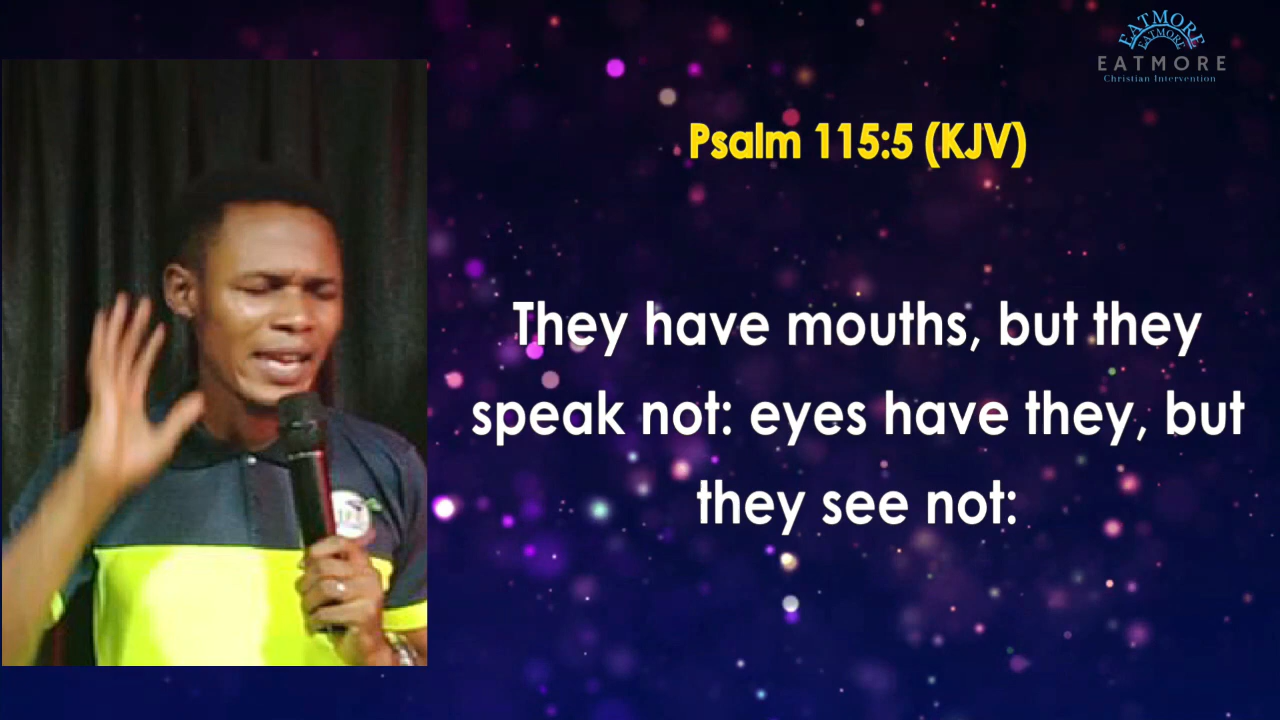 EATMORE
EATMORE
EATMORE
Christian Intervention
Psalm 115:5 (KJV)
They have mouths, but they
speak not: eyes have they, but
they see not: